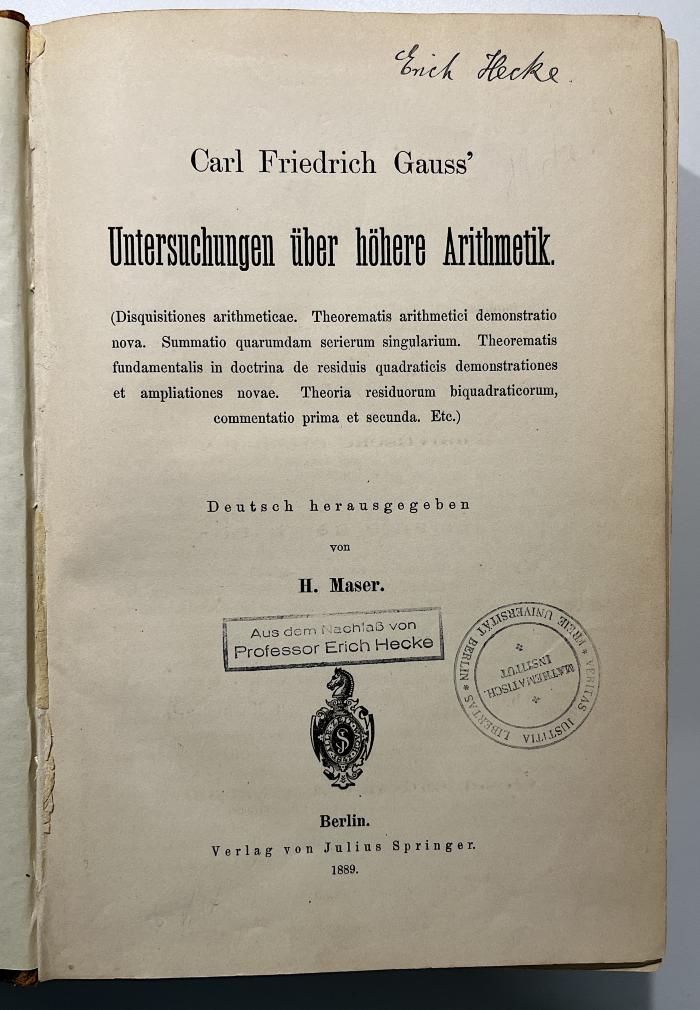 Erich Hecke.
Carl Friedrich Gauss'
Untersuchungen über höhere Arithmetik.
(Disquisitiones arithmeticae. Theorematis arithmetici demonstratio
nova. Summatio quarumdam serierum singularium. Theorematis
fundamentalis in doctrina de residuis quadraticis demonstrationes
et ampliationes novae. Theoria residuorum biquadraticorum,
commentatio prima et secunda. Etc.)
Deutsch herausgegeben
von
H. Maser.
Aus dem Nachlaß von
Professor Erich Hecke
* FREIE UNIVERSITÄT BERLIN * VERITAS IUSTITIA LIBERTAS
MATHEMATISCH.
INSTITUT
Berlin.
Verlag von Julius Springer.
1889.